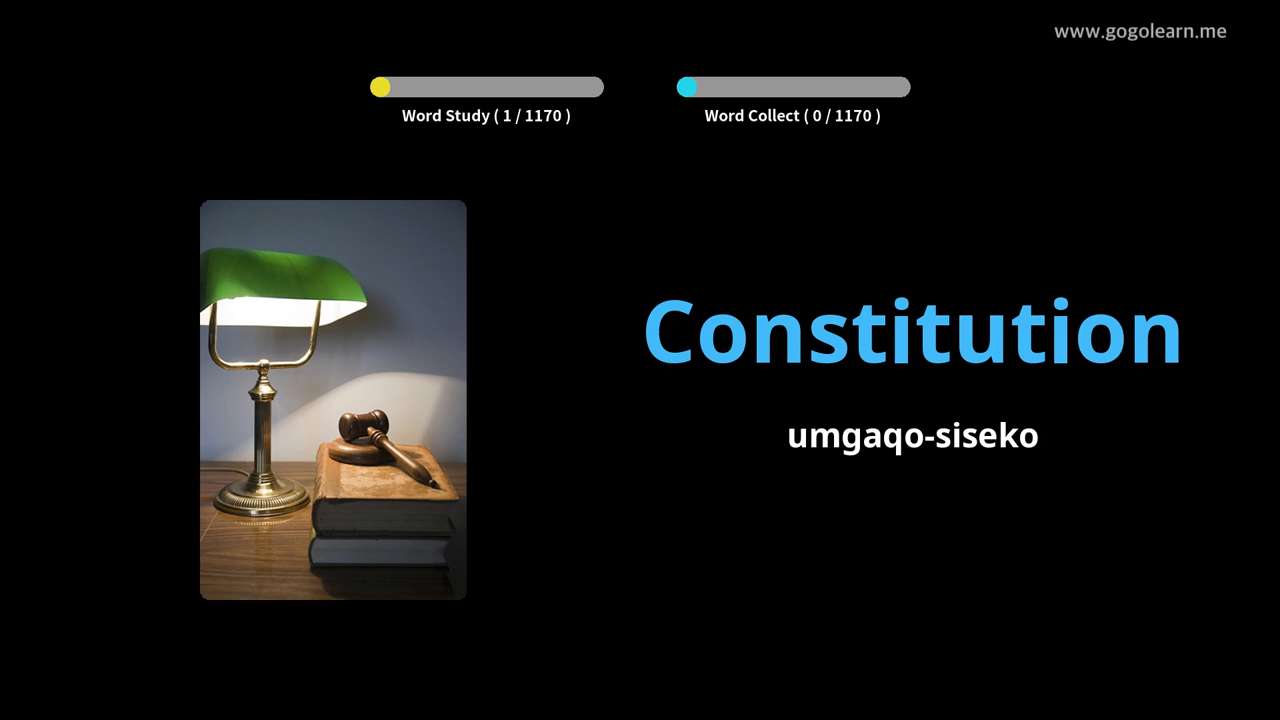 www.gogolearn.me
Word Study ( 1 / 1170 )
Word Collect ( 0 / 1170 )
Constitution
umgaqo-siseko